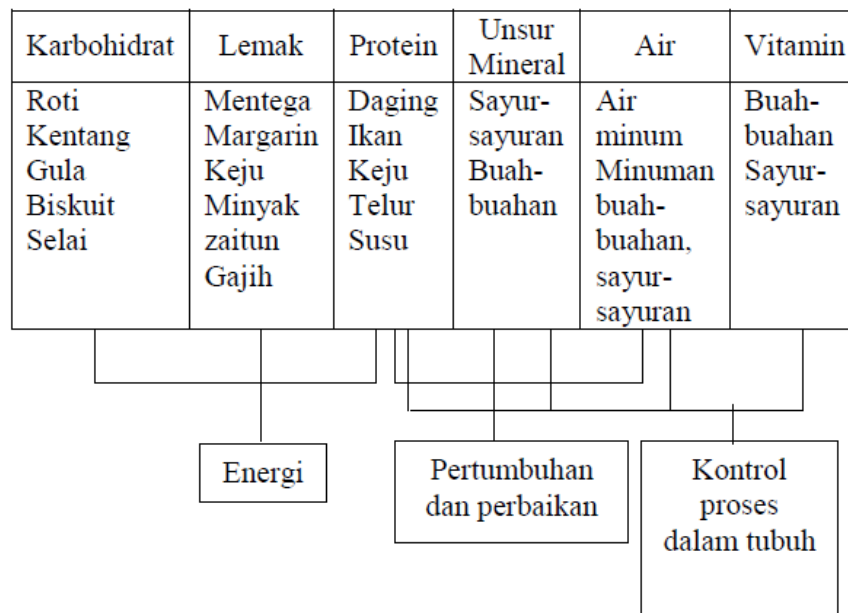 Karbohidrat
Lemak
Protein
Unsur
Mineral
Air
Vitamin
Roti
Kentang
Gula
Biskuit
Selai
Mentega
Margarin
Keju
Minyak
zaitun
Gajih
Daging
Ikan
Keju
Telur
Susu
Sayur-
sayuran
Buah-
buahan
Air
minum
Minuman
buah-
buahan,
sayur-
sayuran
Buah-
buahan
Sayur-
sayuran
Energi
Pertumbuhan
dan perbaikan
Kontrol
proses
dalam tubuh